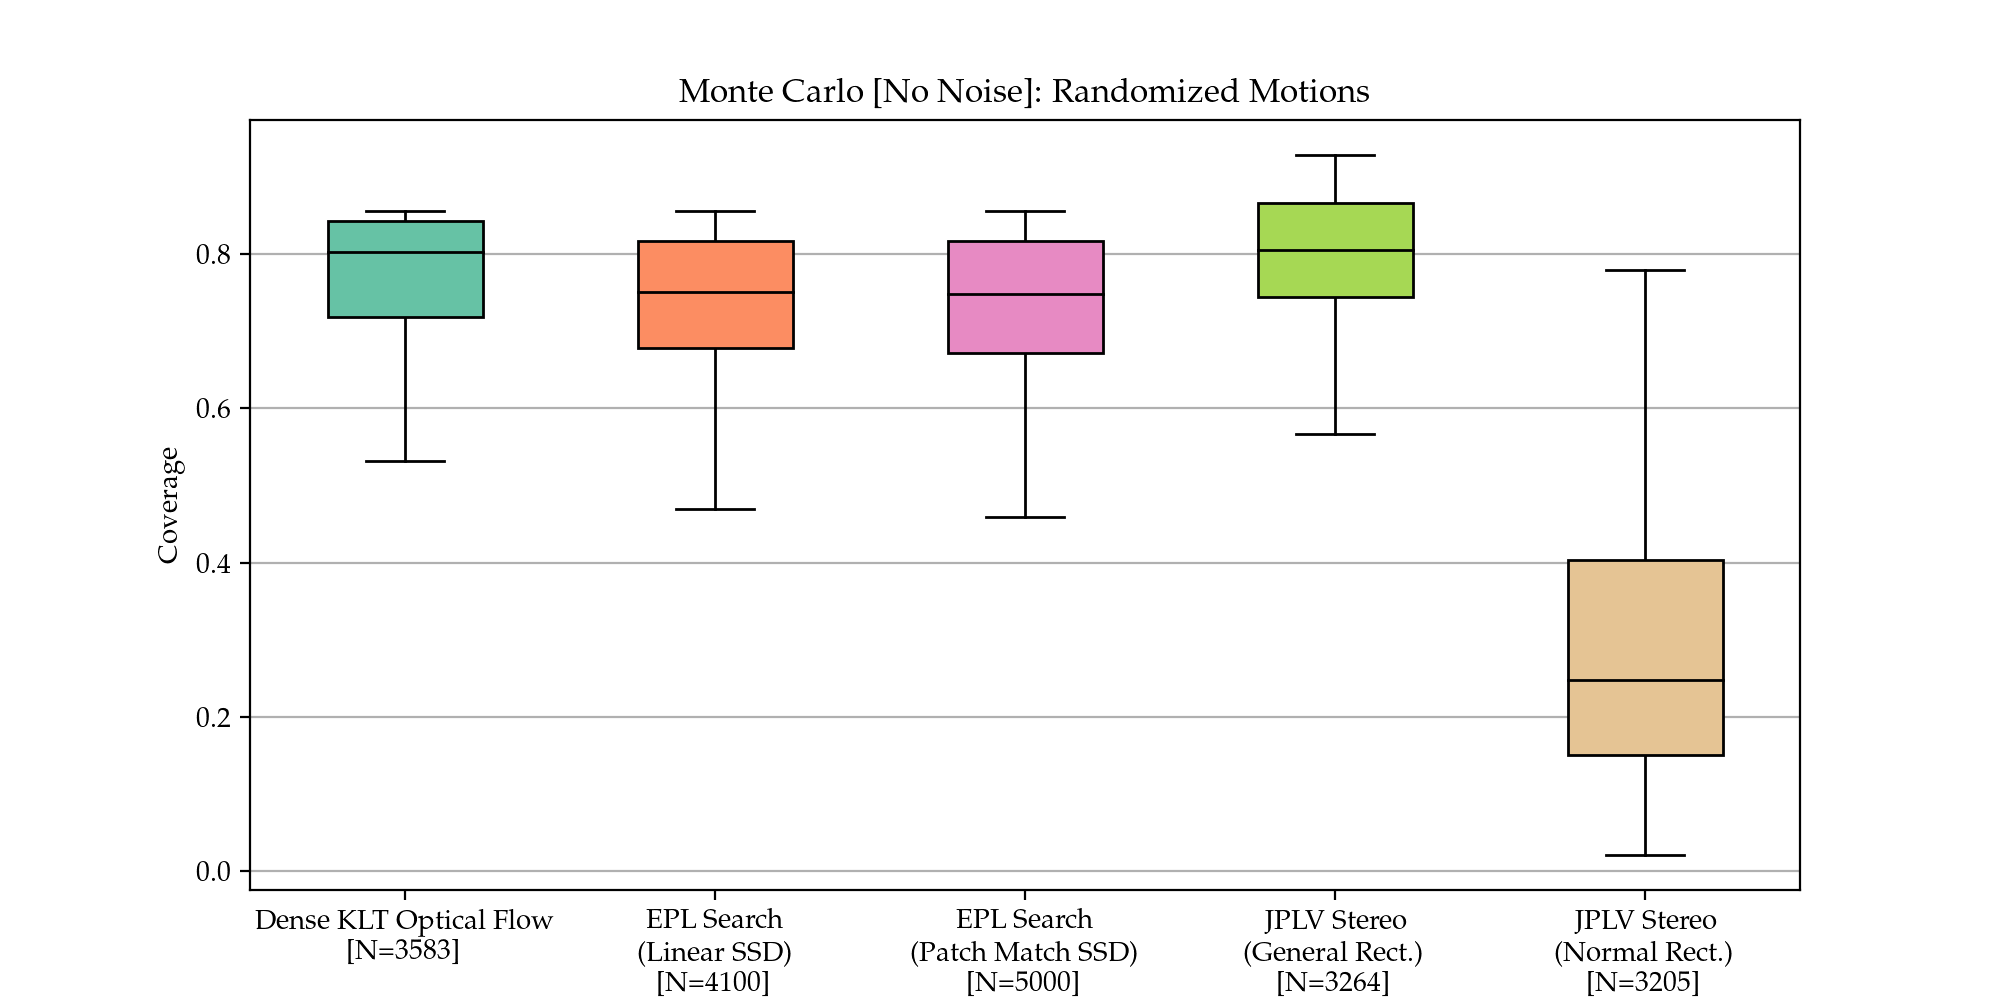 Monte Carlo [No Noise]: Randomized Motions
Coverage
0.8
0.6
0.4
0.2
0.0
Dense KLT Optical Flow
[N=3583]
EPL Search
(Linear SSD)
[N=4100]
EPL Search
(Patch Match SSD)
[N=5000]
JPLV Stereo
(General Rect.)
[N=3264]
JPLV Stereo
(Normal Rect.)
[N=3205]